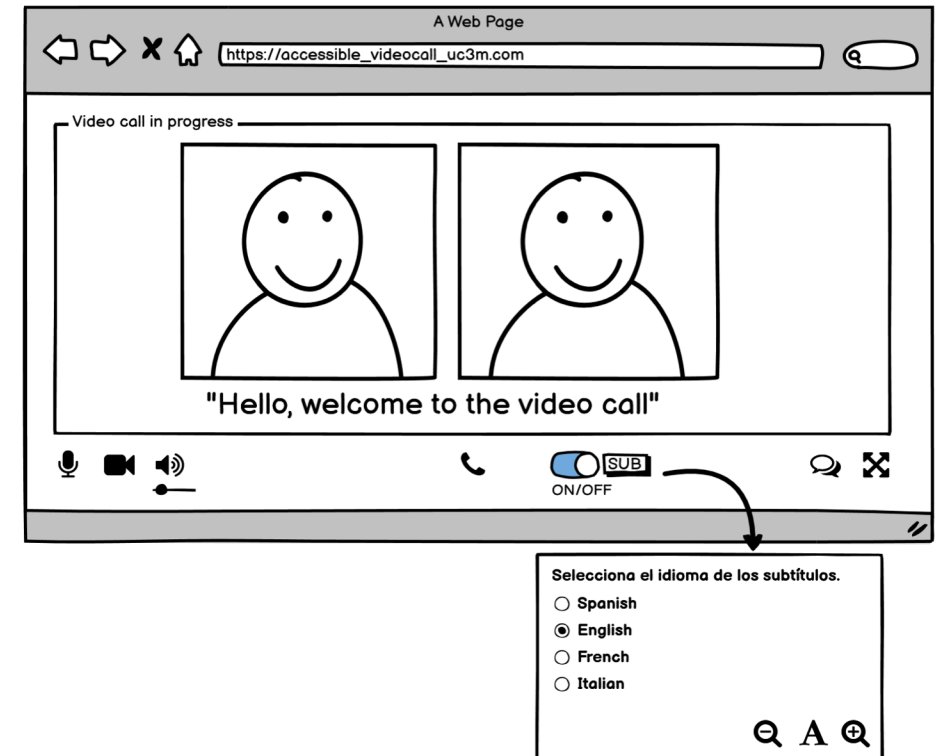 A Web Page
https://accessible_videocall_uc3m.com
Video call in progress
"Hello, welcome to the video call"
SUB
ON/OFF
Selecciona el idioma de los subtítulos.
Spanish
English
French
Italian
A